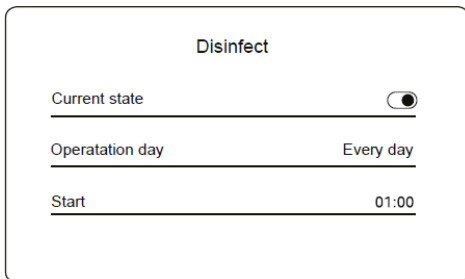 Disinfect
Current state
Operatation day Every day
Start 01:00